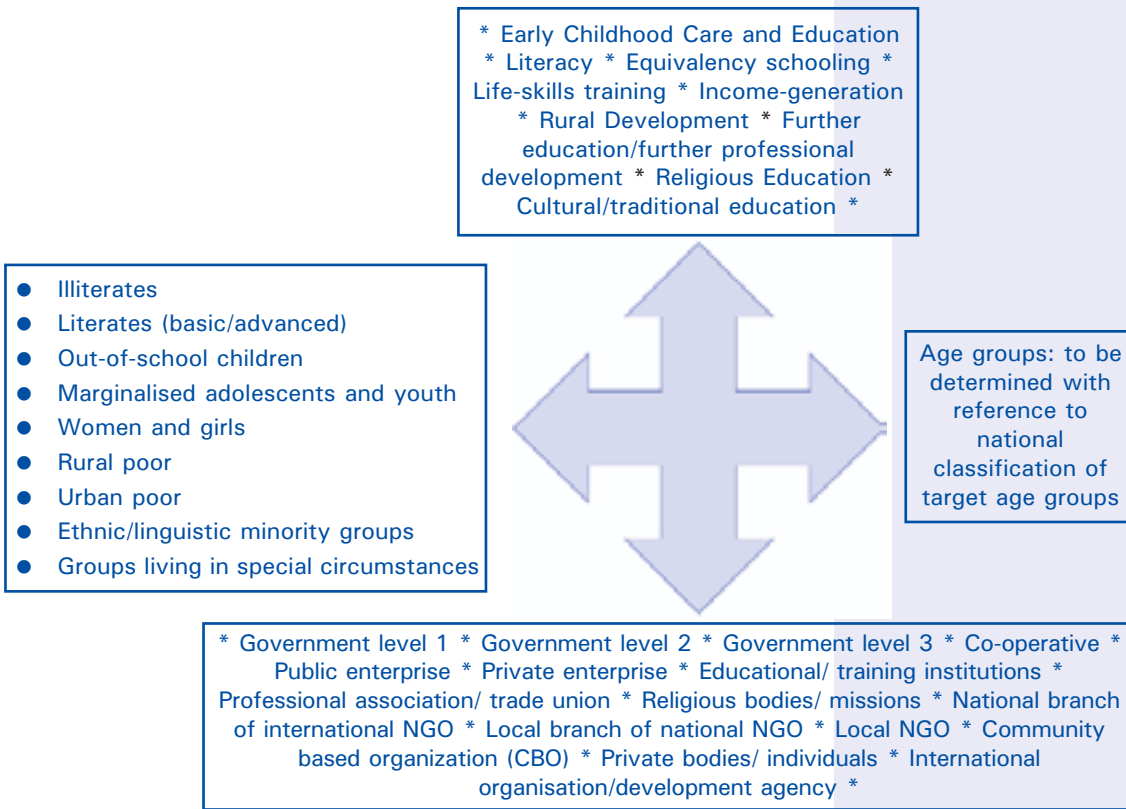 * Early Childhood Care and Education
* Literacy * Equivalency schooling *
Life-skills training * Income-generation
* Rural Development * Further
education/further professional
development * Religious Education *
Cultural/traditional education *
● Illiterates
● Literates (basic/advanced)
● Out-of-school children
● Marginalised adolescents and youth
● Women and girls
● Rural poor
● Urban poor
● Ethnic/linguistic minority groups
● Groups living in special circumstances
Age groups: to be
determined with
reference to
national
classification of
target age groups
* Government level 1 * Government level 2 * Government level 3 * Co-operative *
Public enterprise * Private enterprise * Educational/ training institutions *
Professional association/ trade union * Religious bodies/ missions * National branch
of international NGO * Local branch of national NGO * Local NGO * Community
based organization (CBO) * Private bodies/ individuals * International
organisation/development agency *